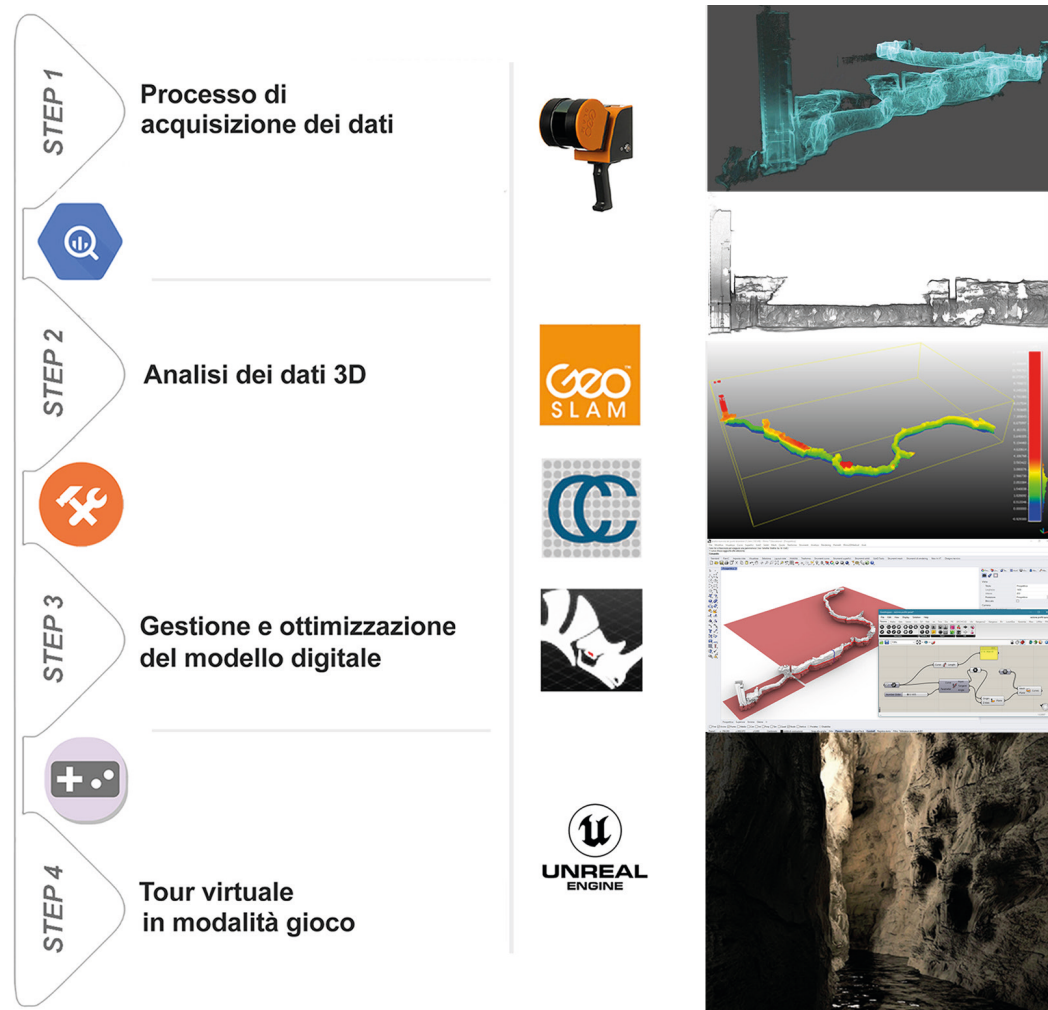 STEP 1
Processo di
acquisizione dei dati
STEP 2
Analisi dei dati 3D
GEO
SLAM
CC
STEP 3
Gestione e ottimizzazione
del modello digitale
UNREAL
ENGINE
STEP 4
Tour virtuale
in modalità gioco